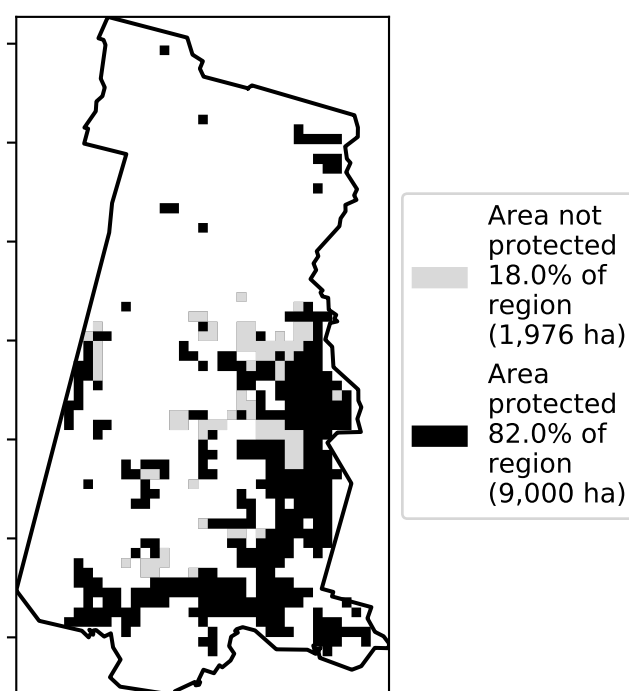 Area not
protected
18.0% of
region
(1,976 ha)
Area
protected
82.0% of
region
(9,000 ha)